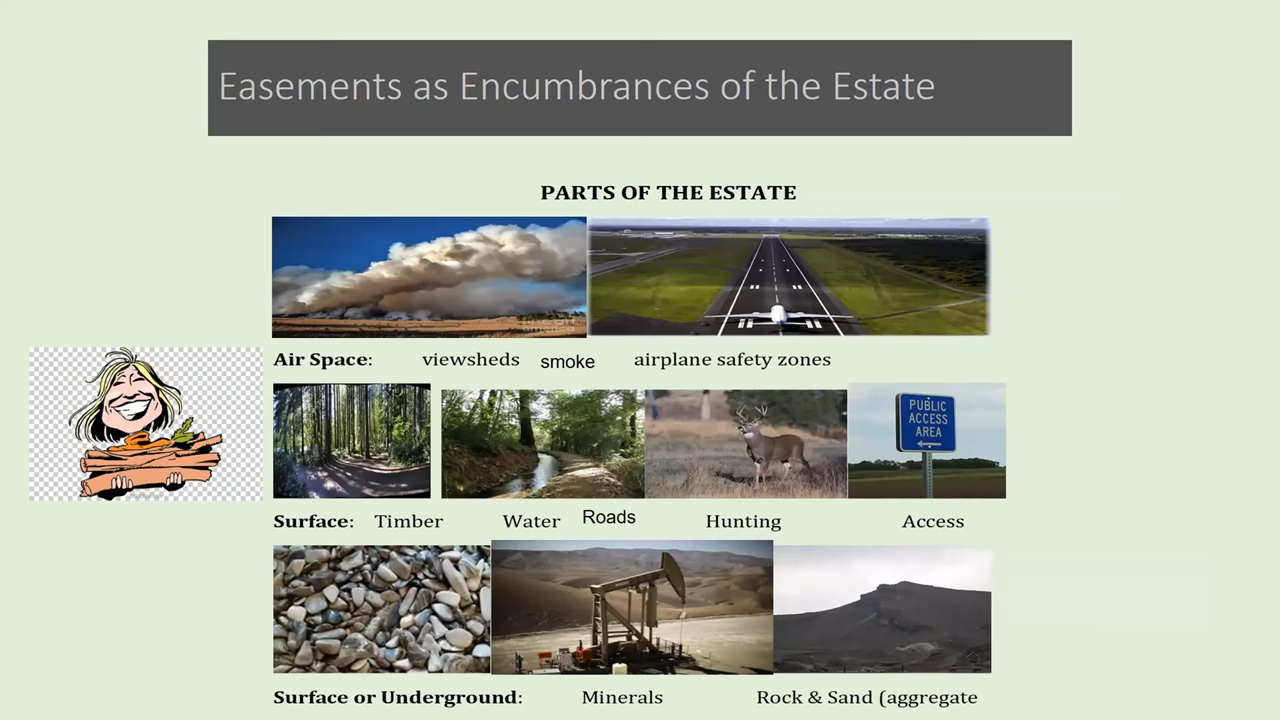 Easements as Encumbrances of the Estate
PARTS OF THE ESTATE
Air Space: viewsheds smoke airplane safety zones
PUBLIC
ACCESS
AREA
Surface: Timber Water Roads Hunting Access
Surface or Underground: Minerals Rock & Sand (aggregate